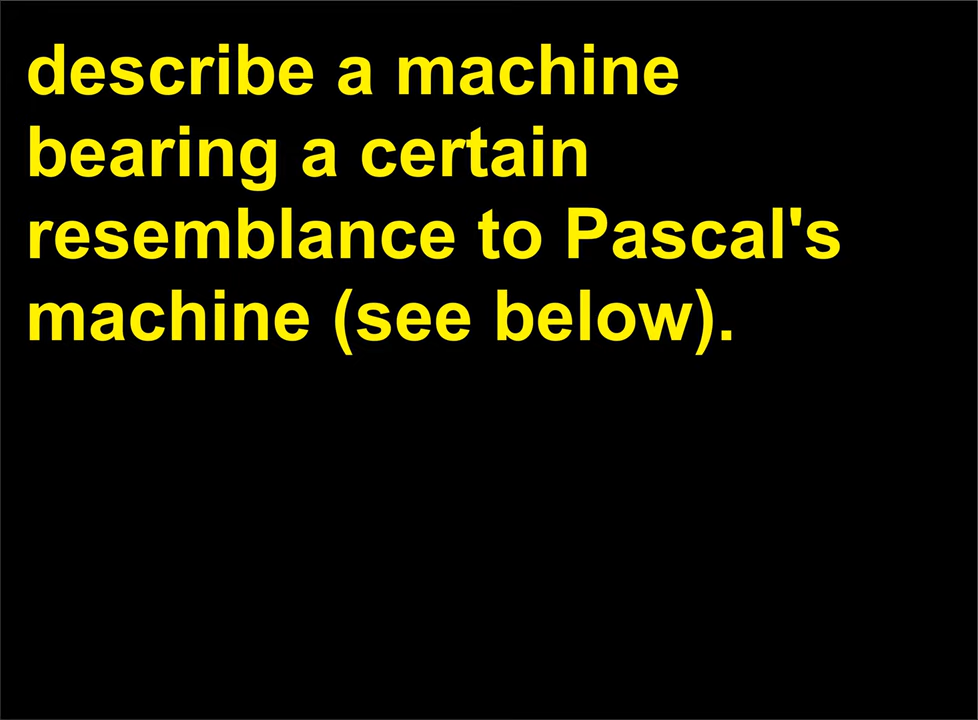 describe a machine
bearing a certain
resemblance to Pascal's
machine (see below).